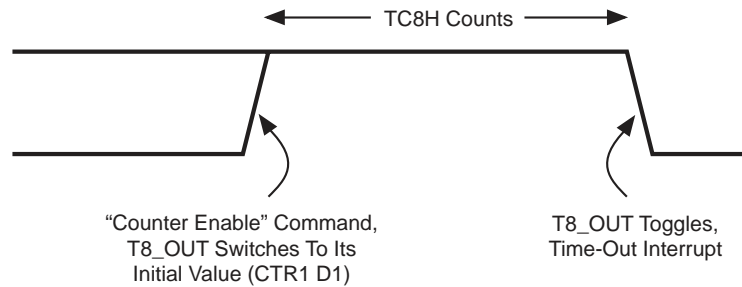 TC8H Counts
“Counter Enable” Command,
T8_OUT Switches To Its
Initial Value (CTR1 D1)
T8_OUT Toggles,
Time-Out Interrupt